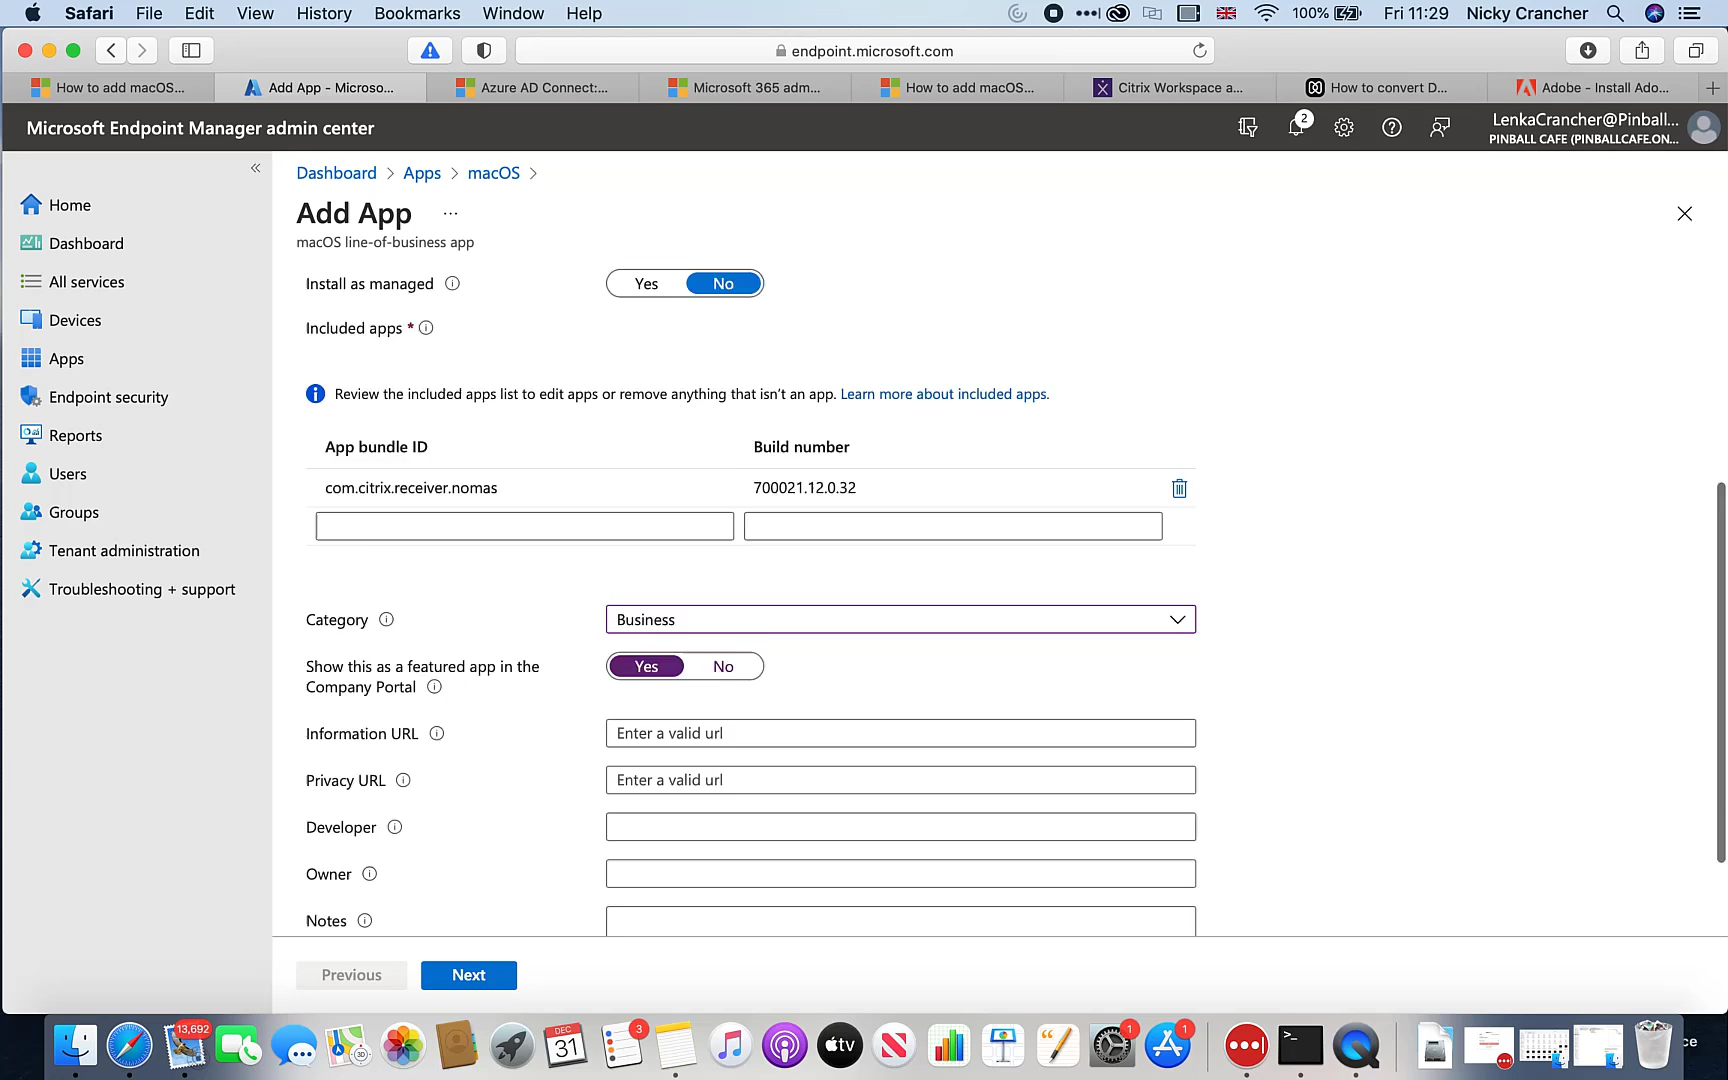 Safari File Edit View History Bookmarks Window Help 100% Fri 11:29 Nicky Crancher
endpoint.microsoft.com
How to add macOS... Add App - Microso... Azure AD Connect:... Microsoft 365 adm... How to add macOS... Citrix Workspace a... How to convert D... Adobe - Install Ado...
Microsoft Endpoint Manager admin center 2 LenkaCrancher@Pinball...
PINBALL CAFE (PINBALLCAFE.ON...
Dashboard > Apps > macOS >
Home
Dashboard
All services
Devices
Apps
Endpoint security
Reports
Users
Groups
Tenant administration
Troubleshooting + support
Add App ...
macOS line-of-business app
Install as managed Yes No
Included apps *
Review the included apps list to edit apps or remove anything that isn't an app. Learn more about included apps.
App bundle ID Build number
com.citrix.receiver.nomas 700021.12.0.32
Category Business
Show this as a featured app in the Company Portal Yes No
Information URL Enter a valid url
Privacy URL Enter a valid url
Developer
Owner
Notes
Previous Next
13,692 3D DEC 31 3 tv 1 1 ce